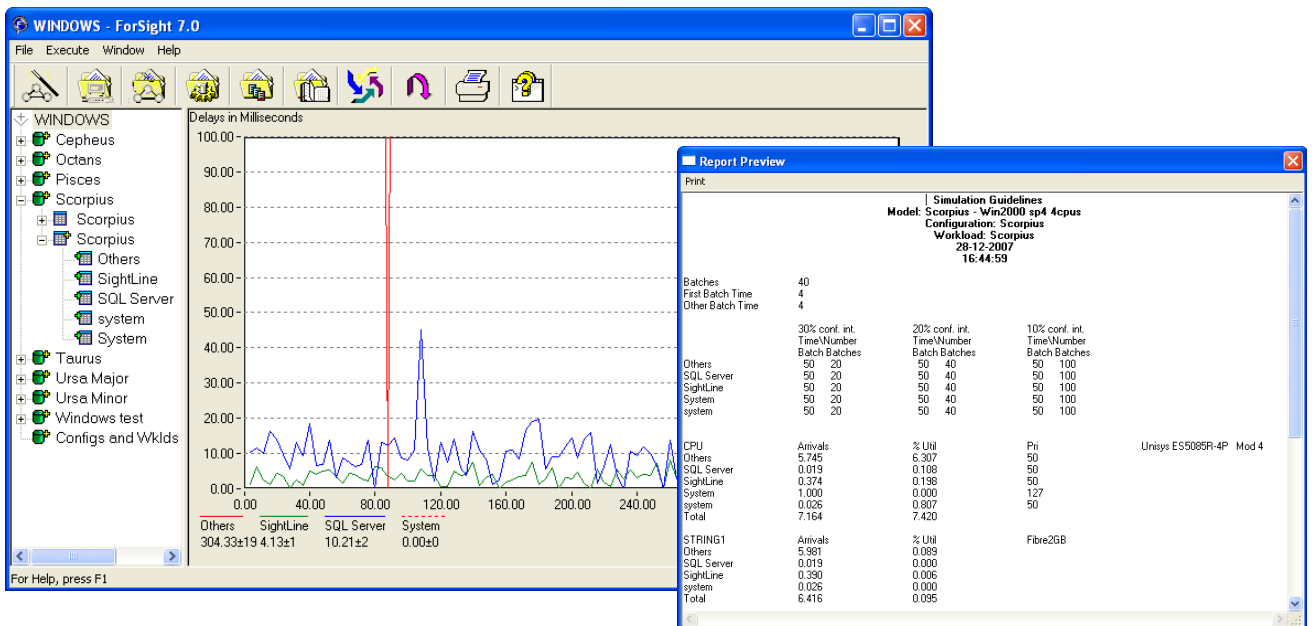 WINDOWS - ForSight 7.0
File Execute Window Help
WINDOWS
Cepheus
Octans
Pisces
Scorpius
Scorpius
Scorpius
Others
SightLine
SQL Server
system
System
Taurus
Ursa Major
Ursa Minor
Windows test
Configs and Wklds
Delays in Milliseconds
100.00
90.00
80.00
70.00
60.00
50.00
40.00
30.00
20.00
10.00
0.00
0.00 40.00 80.00 120.00 160.00 200.00 240.00
Others SightLine SQL Server System
304.33±19 4.13±1 10.21±2 0.00±0
For Help, press F1
Report Preview
Print
Simulation Guidelines
Model: Scorpius - Win2000 sp4 4cpus
Configuration: Scorpius
Workload: Scorpius
28-12-2007
16:44:59
Batches 40
First Batch Time 4
Other Batch Time 4
30% conf. int. 20% conf. int. 10% conf. int.
Time\Number Time\Number Time\Number
Batch Batches Batch Batches Batch Batches
Others 50 20 50 40 50 100
SQL Server 50 20 50 40 50 100
SightLine 50 20 50 40 50 100
System 50 20 50 40 50 100
system 50 20 50 40 50 100
CPU Arrivals % Util Pri Unisys ES5085R-4P Mod 4
Others 5.745 6.307 50
SQL Server 0.019 0.108 50
SightLine 0.374 0.198 50
System 1.000 0.000 127
system 0.026 0.807 50
Total 7.164 7.420
STRING1 Arrivals % Util Fibre2GB
Others 5.981 0.089
SQL Server 0.019 0.000
SightLine 0.390 0.006
system 0.026 0.000
Total 6.416 0.095